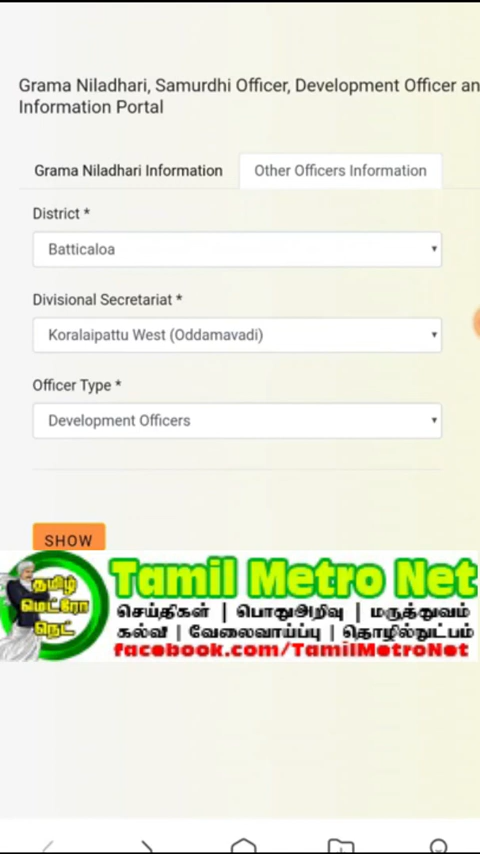 Grama Niladhari, Samurdhi Officer, Development Officer an
Information Portal
Grama Niladhari Information
Other Officers Information
District *
Batticaloa
Divisional Secretariat *
Koralaipattu West (Oddamavadi)
Officer Type *
Development Officers
SHOW
தமிழ்
மெட்ரோ
நெட்
Tamil Metro Net
செய்திகள் | பொதுஅறிவு | மருத்துவம்
கல்வி | வேலைவாய்ப்பு | தொழில்நுட்பம்
facebook.com/TamilMetroNet